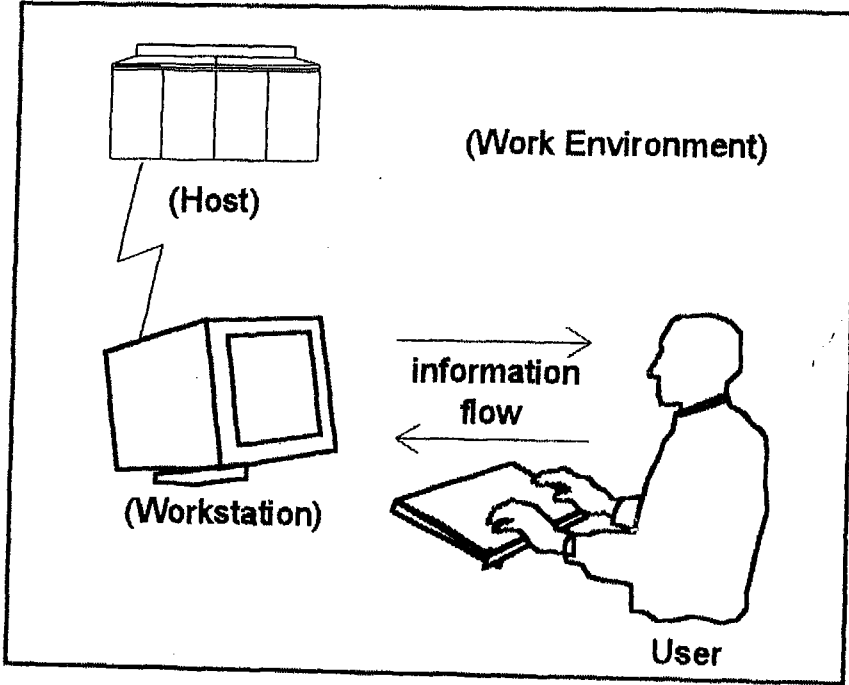 (Work Environment)
(Host)
information
flow
(Workstation)
User